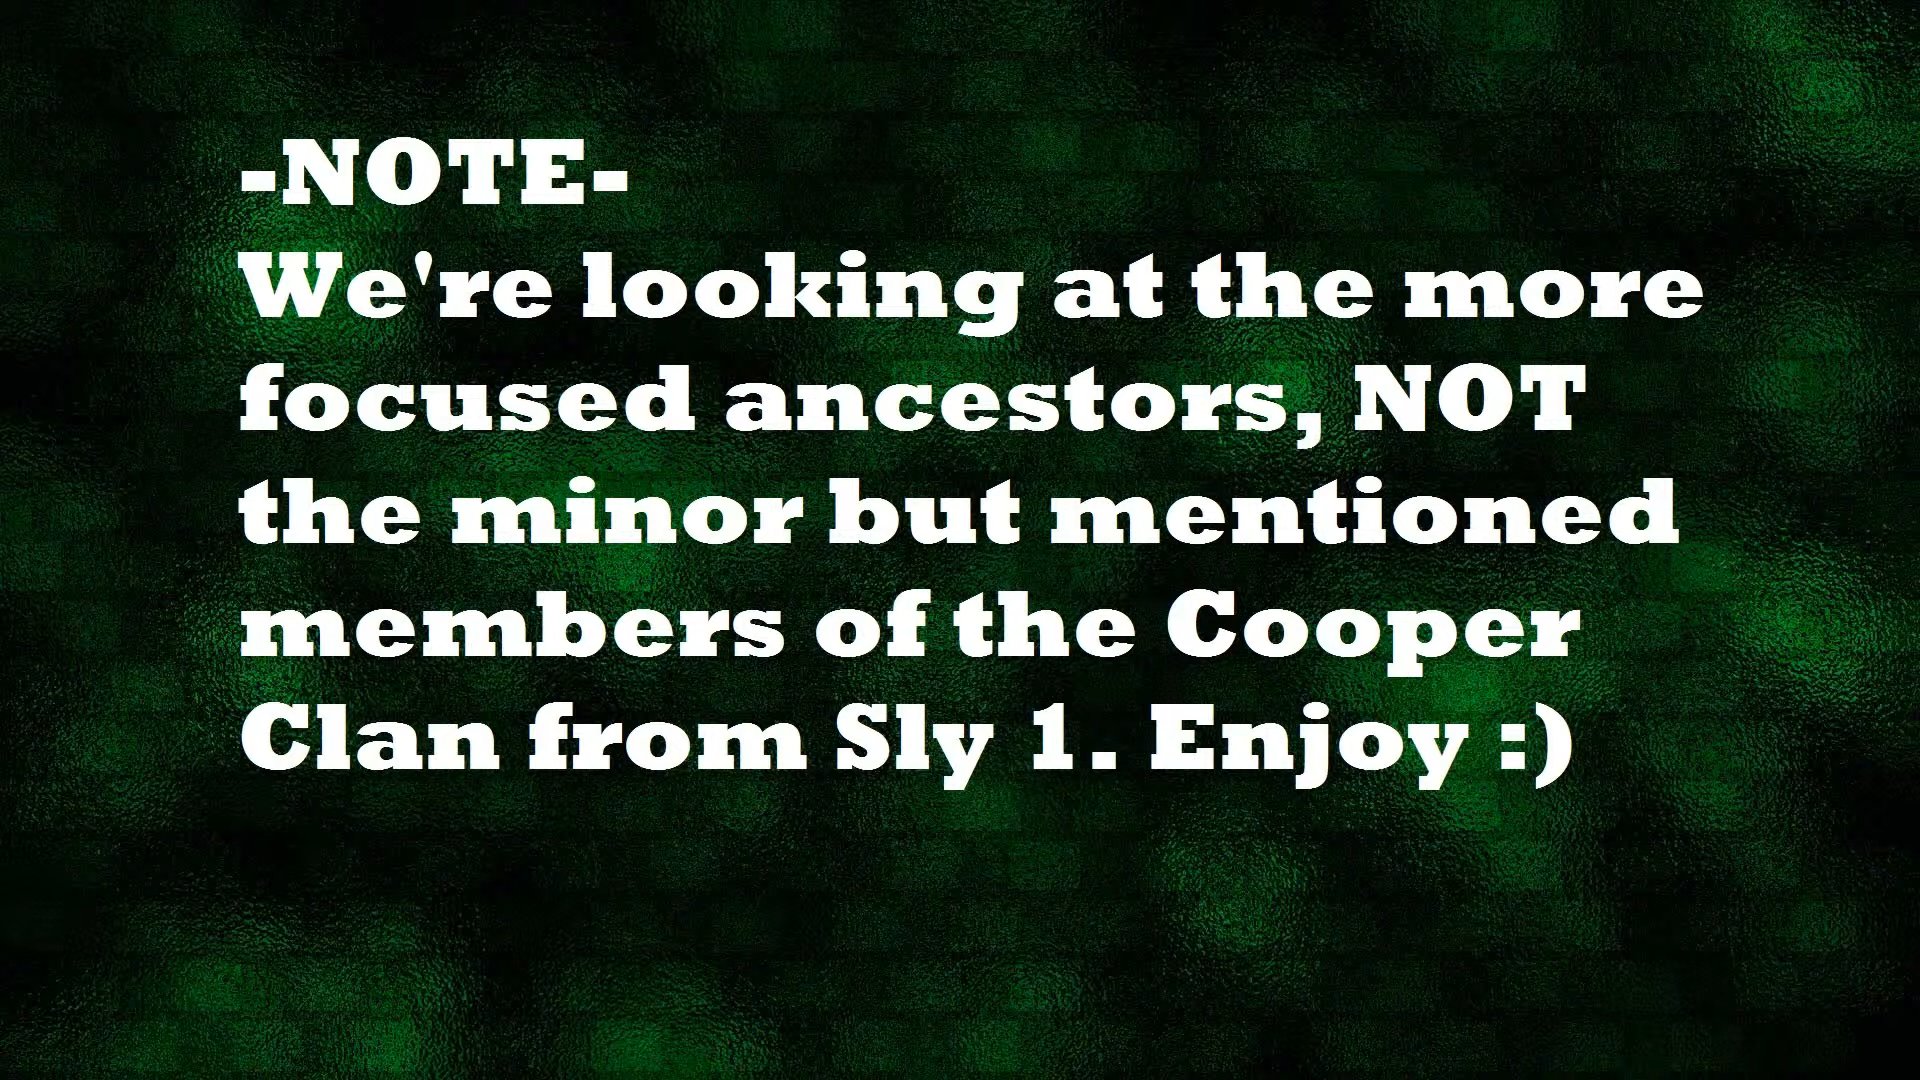 -NOTE-
We're looking at the more
focused ancestors, NOT
the minor but mentioned
members of the Cooper
Clan from Sly 1. Enjoy :)